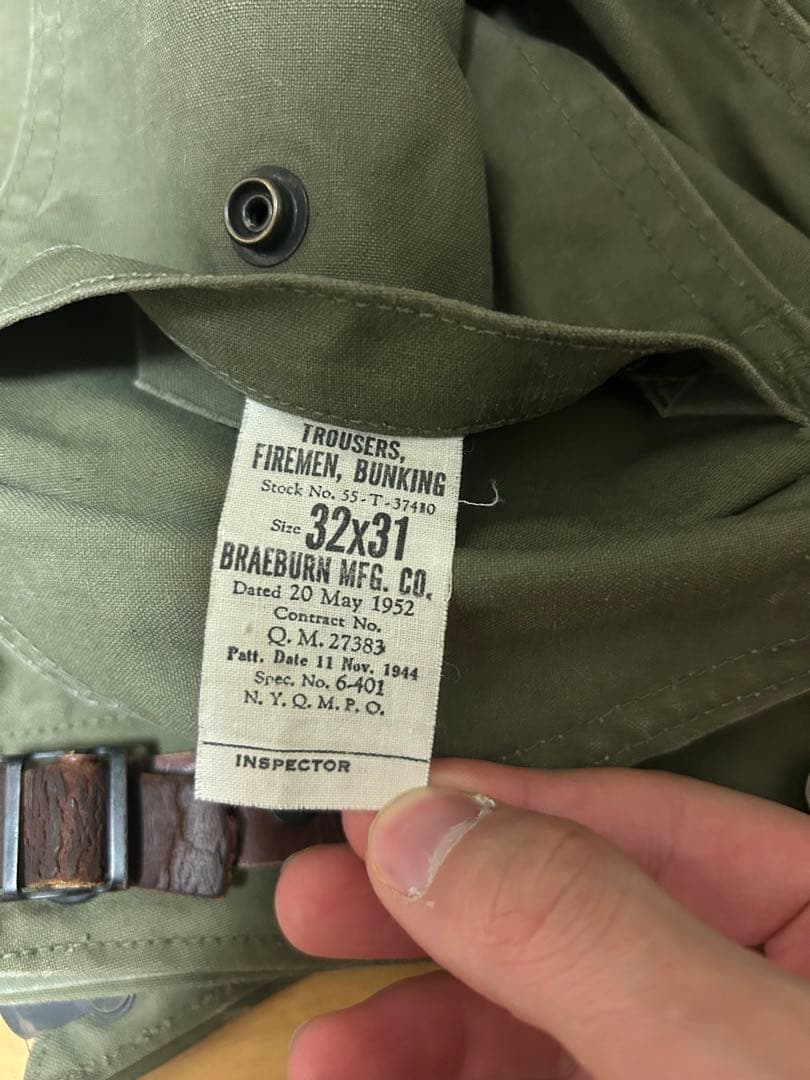 TROUSERS,
FIREMEN, BUNKING
Stock No. 55-T-37410
Size 32x31
BRAEBURN MFG. CO.
Dated 20 May 1952
Contract No.
Q. M. 27383
Patt. Date 11 Nov. 1944
Spec. No. 6-401
N. Y. Q. M. P. O.
INSPECTOR